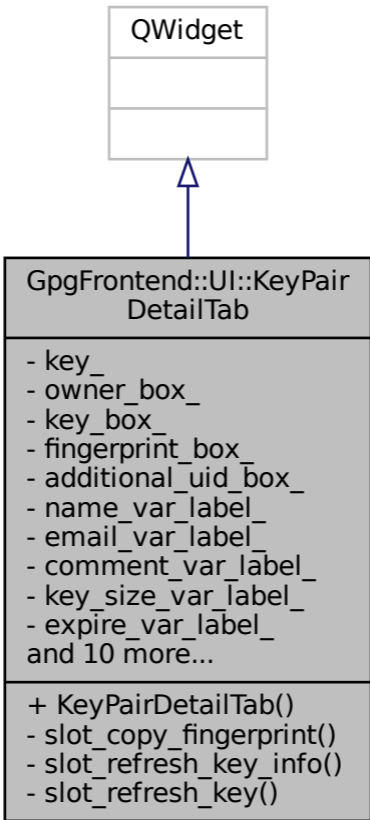 QWidget
GpgFrontend::UI::KeyPair
DetailTab
- key_
- owner_box_
- key_box_
- fingerprint_box_
- additional_uid_box_
- name_var_label_
- email_var_label_
- comment_var_label_
- key_size_var_label_
- expire_var_label_
and 10 more...
+ KeyPairDetailTab()
- slot_copy_fingerprint()
- slot_refresh_key_info()
- slot_refresh_key()